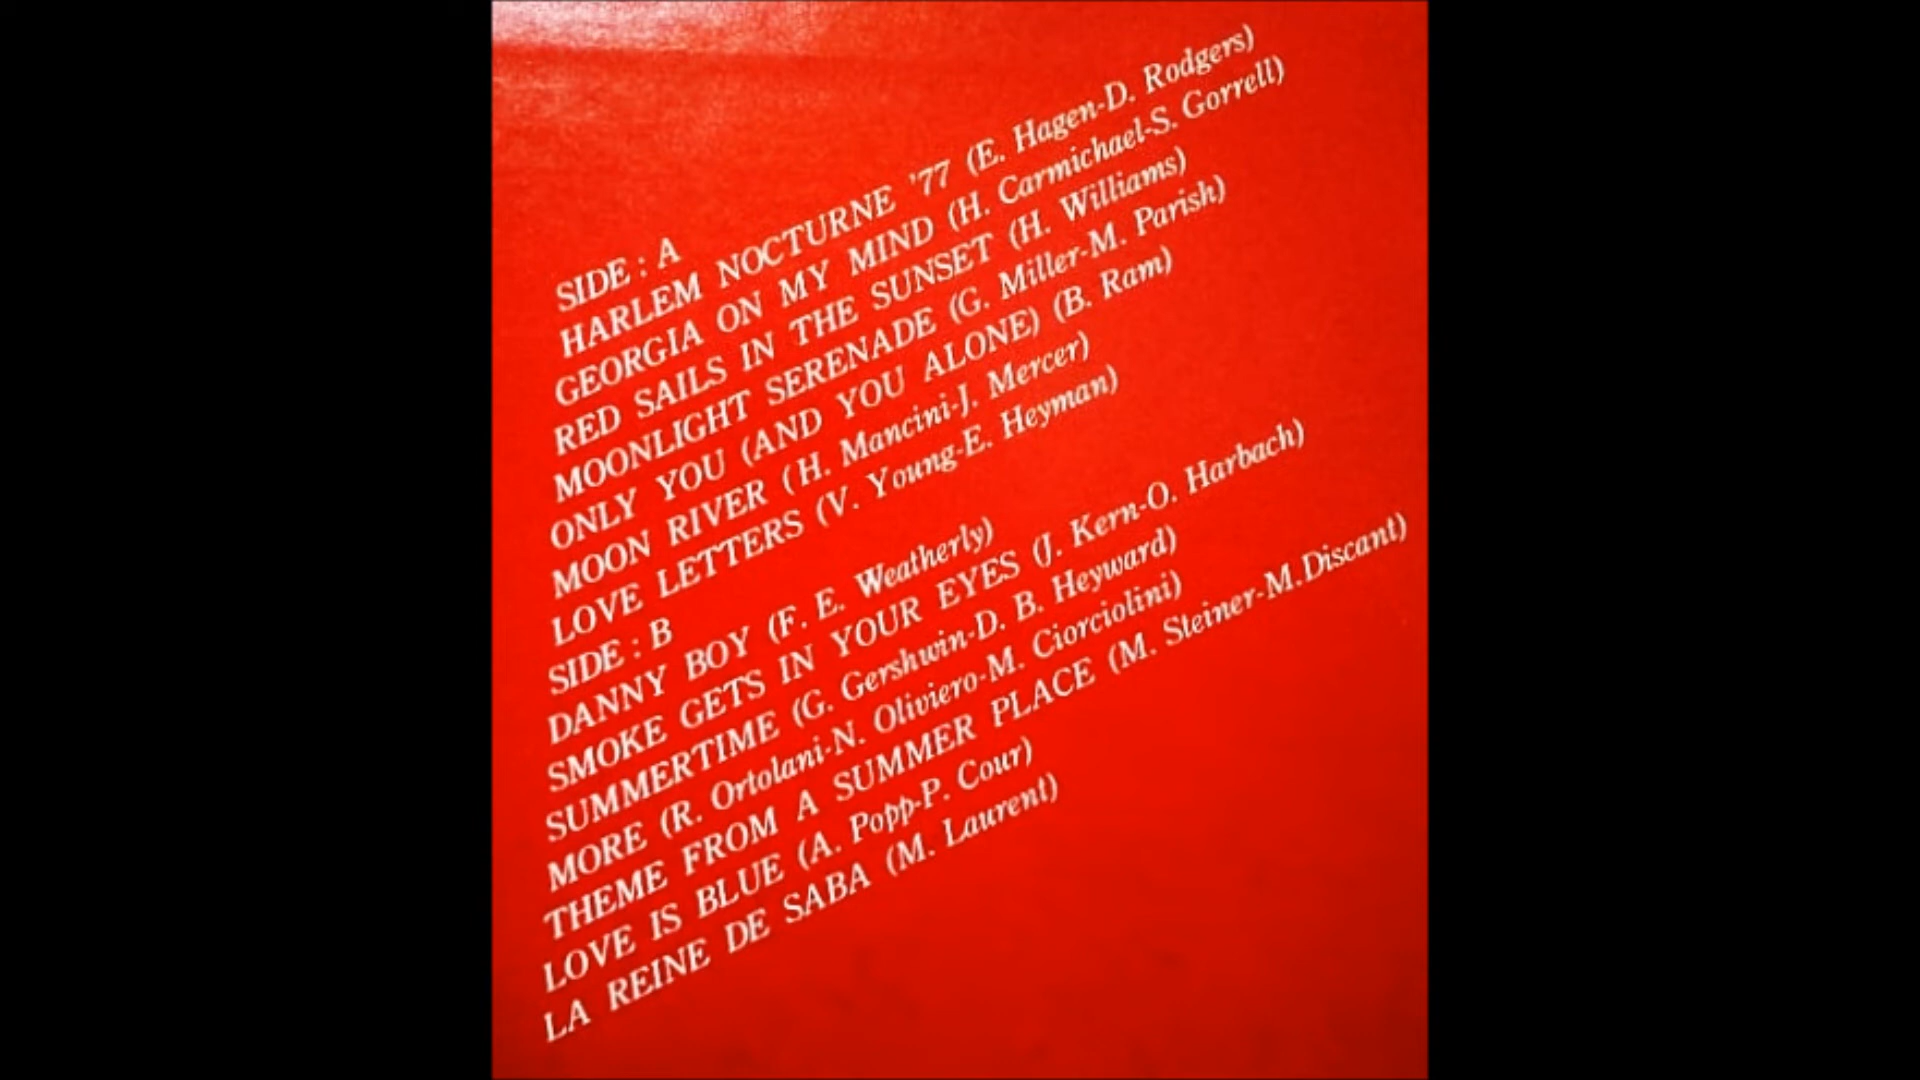 SIDE : A
HARLEM NOCTURNE '77 (E. Hagen-D. Rodgers)
GEORGIA ON MY MIND (H. Carmichael-S. Gorrell)
RED SAILS IN THE SUNSET (H. Williams)
MOONLIGHT SERENADE (G. Miller-M. Parish)
ONLY YOU (AND YOU ALONE) (B. Ram)
MOON RIVER (H. Mancini-J. Mercer)
LOVE LETTERS (V. Young-E. Heyman)
SIDE : B
DANNY BOY (F. E. Weatherly)
SMOKE GETS IN YOUR EYES (J. Kern-O. Harbach)
SUMMERTIME (G. Gershwin-D. B. Heyward)
MORE (R. Ortolani-N. Oliviero-M. Ciorciolini)
THEME FROM A SUMMER PLACE (M. Steiner-M.Discant)
LOVE IS BLUE (A. Popp-P. Cour)
LA REINE DE SABA (M. Laurent)